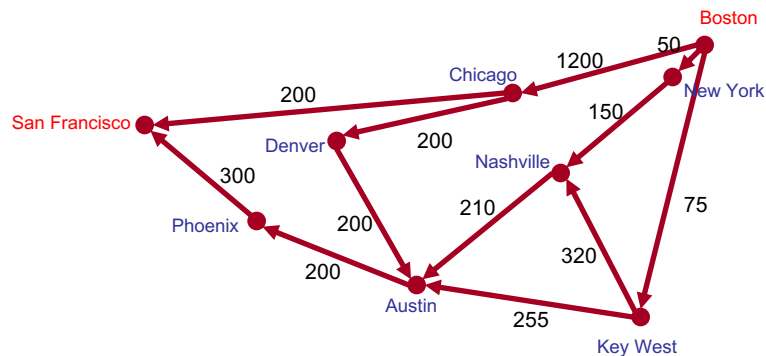 Boston
50
1200
Chicago
New York
200
150
San Francisco
Denver
200
Nashville
300
75
Phoenix
200
210
320
200
Austin
255
Key West